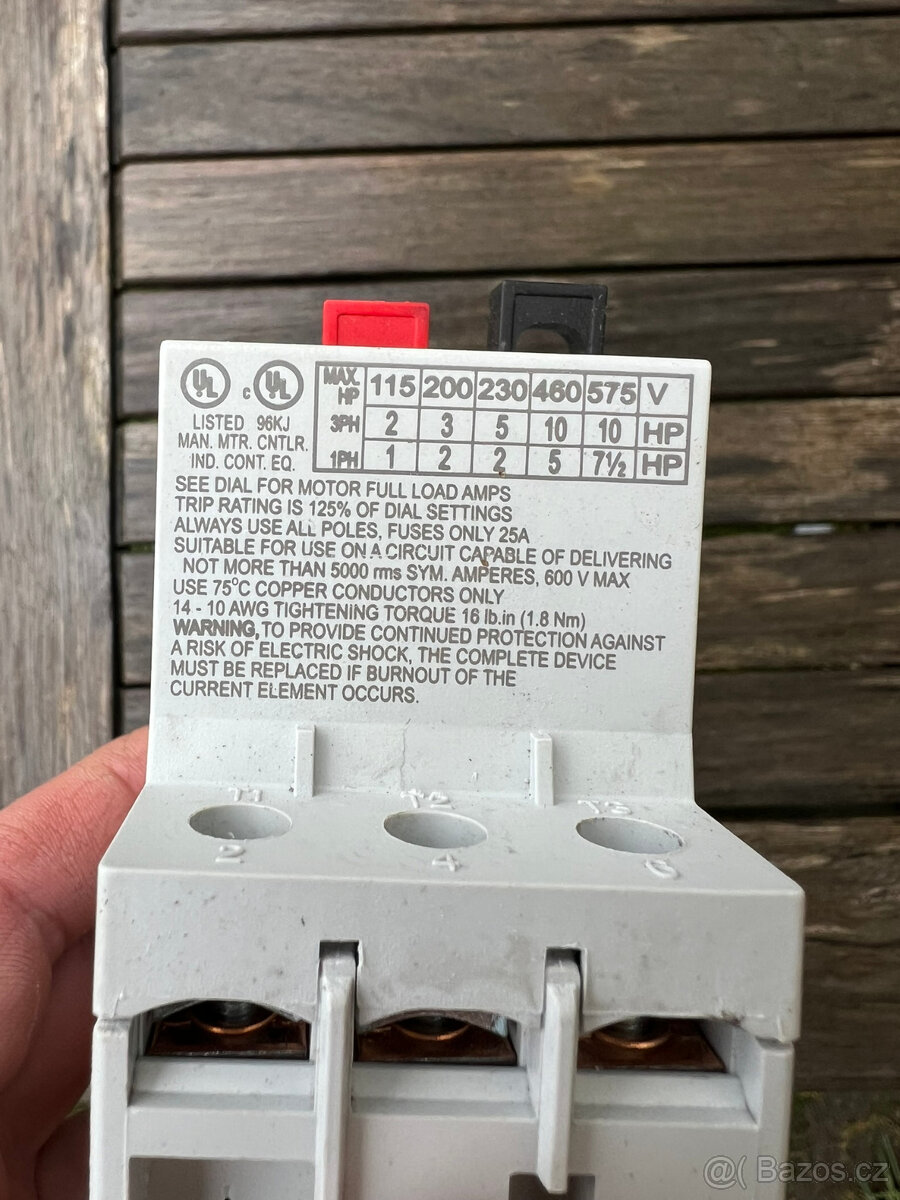 UL c UL
LISTED 96KJ
MAN. MTR. CNTLR.
IND. CONT. EQ.
MAX. HP 115 200 230 460 575 V
3PH 2 3 5 10 10 HP
1PH 1 2 2 5 7½ HP
SEE DIAL FOR MOTOR FULL LOAD AMPS
TRIP RATING IS 125% OF DIAL SETTINGS
ALWAYS USE ALL POLES, FUSES ONLY 25A
SUITABLE FOR USE ON A CIRCUIT CAPABLE OF DELIVERING
NOT MORE THAN 5000 rms SYM. AMPERES, 600 V MAX
USE 75°C COPPER CONDUCTORS ONLY
14 - 10 AWG TIGHTENING TORQUE 16 lb.in (1.8 Nm)
WARNING, TO PROVIDE CONTINUED PROTECTION AGAINST
A RISK OF ELECTRIC SHOCK, THE COMPLETE DEVICE
MUST BE REPLACED IF BURNOUT OF THE
CURRENT ELEMENT OCCURS.
T1 T2 T3
2 4 6
@( Bazos.cz